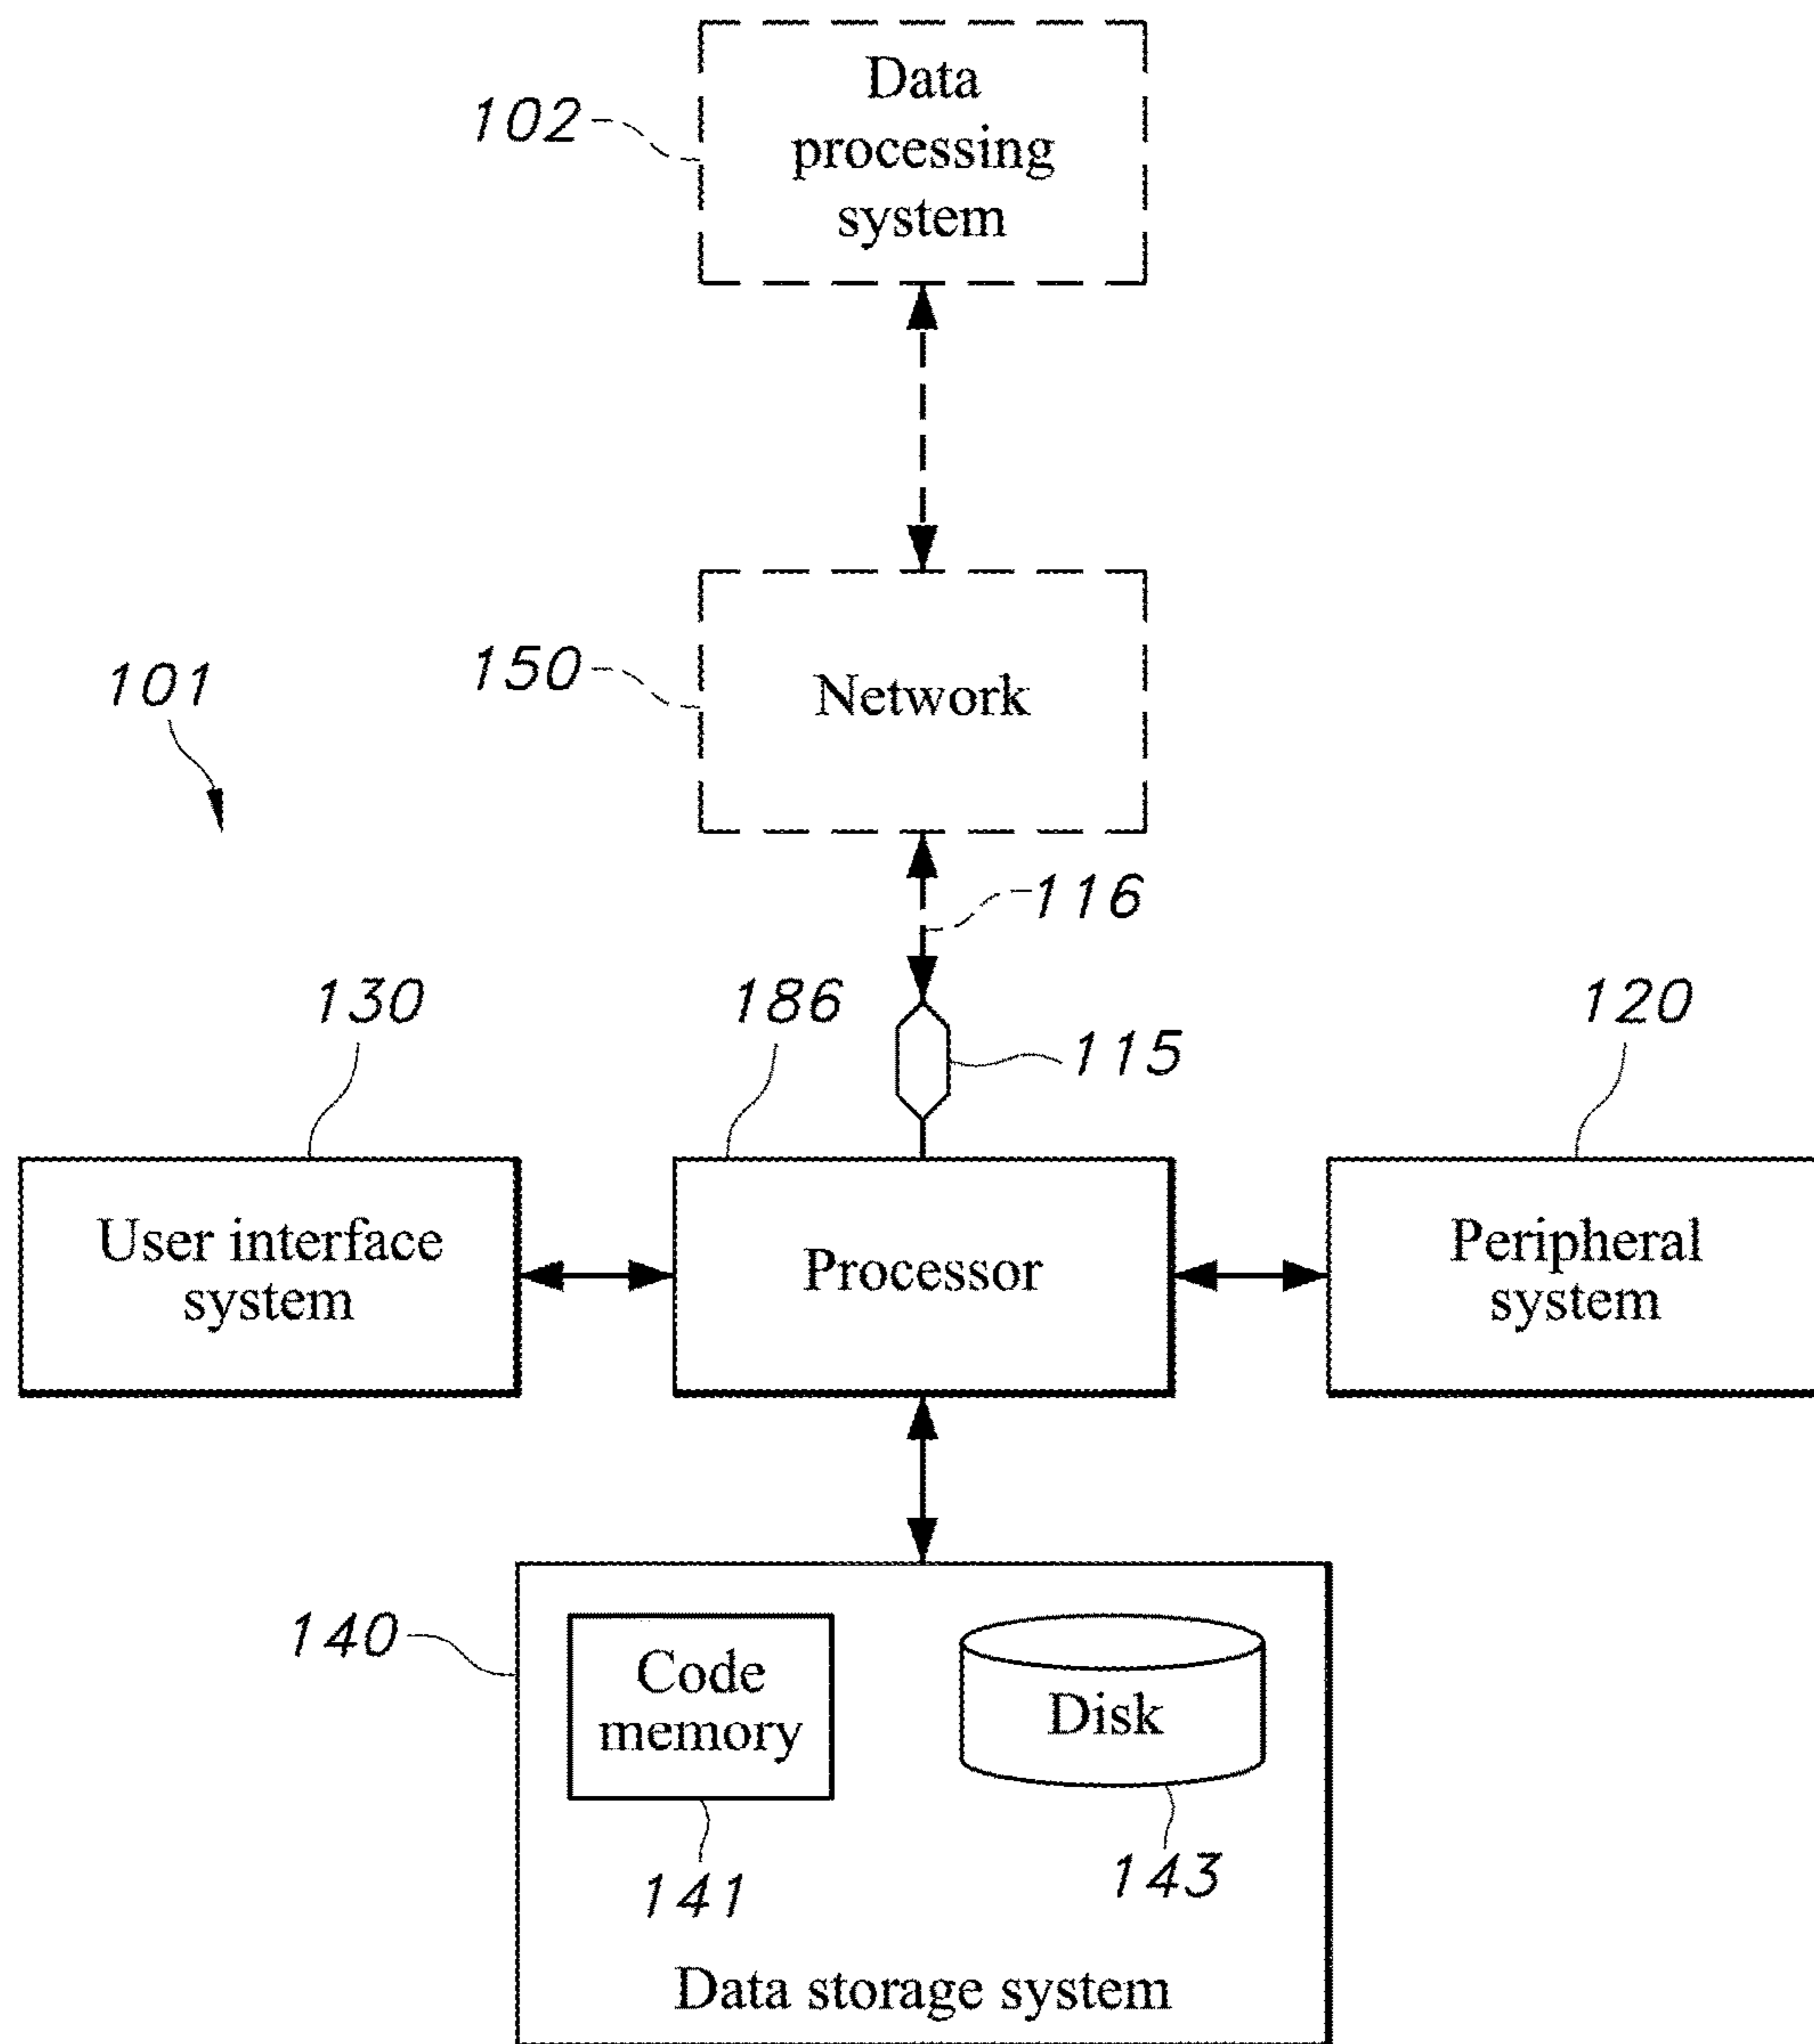 102
Data
processing
system
101
150
Network
116
130
186
115
120
User interface
system
Processor
Peripheral
system
140
Code
memory
Disk
141
143
Data storage system